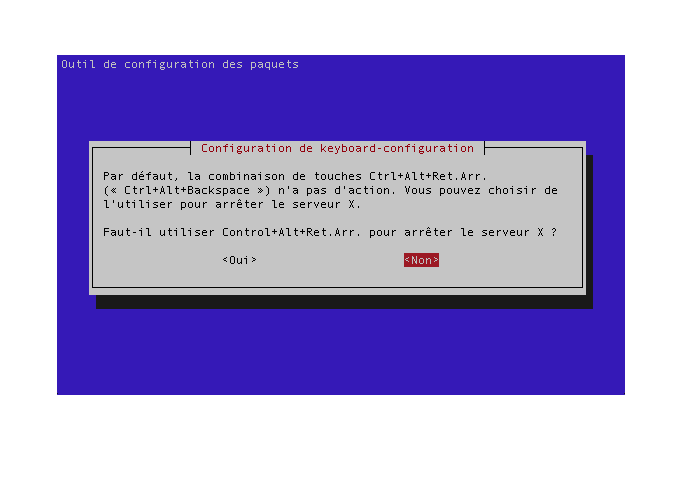 Outil de configuration des paquets
Configuration de keyboard-configuration
Par défaut, la combinaison de touches Ctrl+Alt+Ret.Arr.
(« Ctrl+Alt+Backspace ») n'a pas d'action. Vous pouvez choisir de
l'utiliser pour arrêter le serveur X.
Faut-il utiliser Control+Alt+Ret.Arr. pour arrêter le serveur X ?
<Oui> <Non>